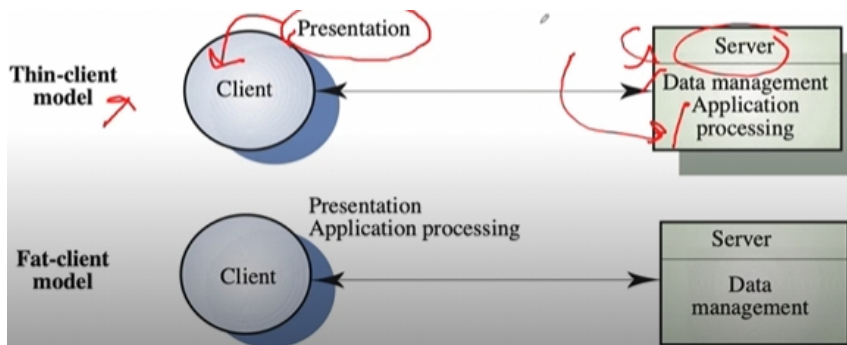 Presentation
Server
Thin-client
model
Client
Data management
Application
processing
Presentation
Application processing
Fat-client
model
Client
Server
Data
management